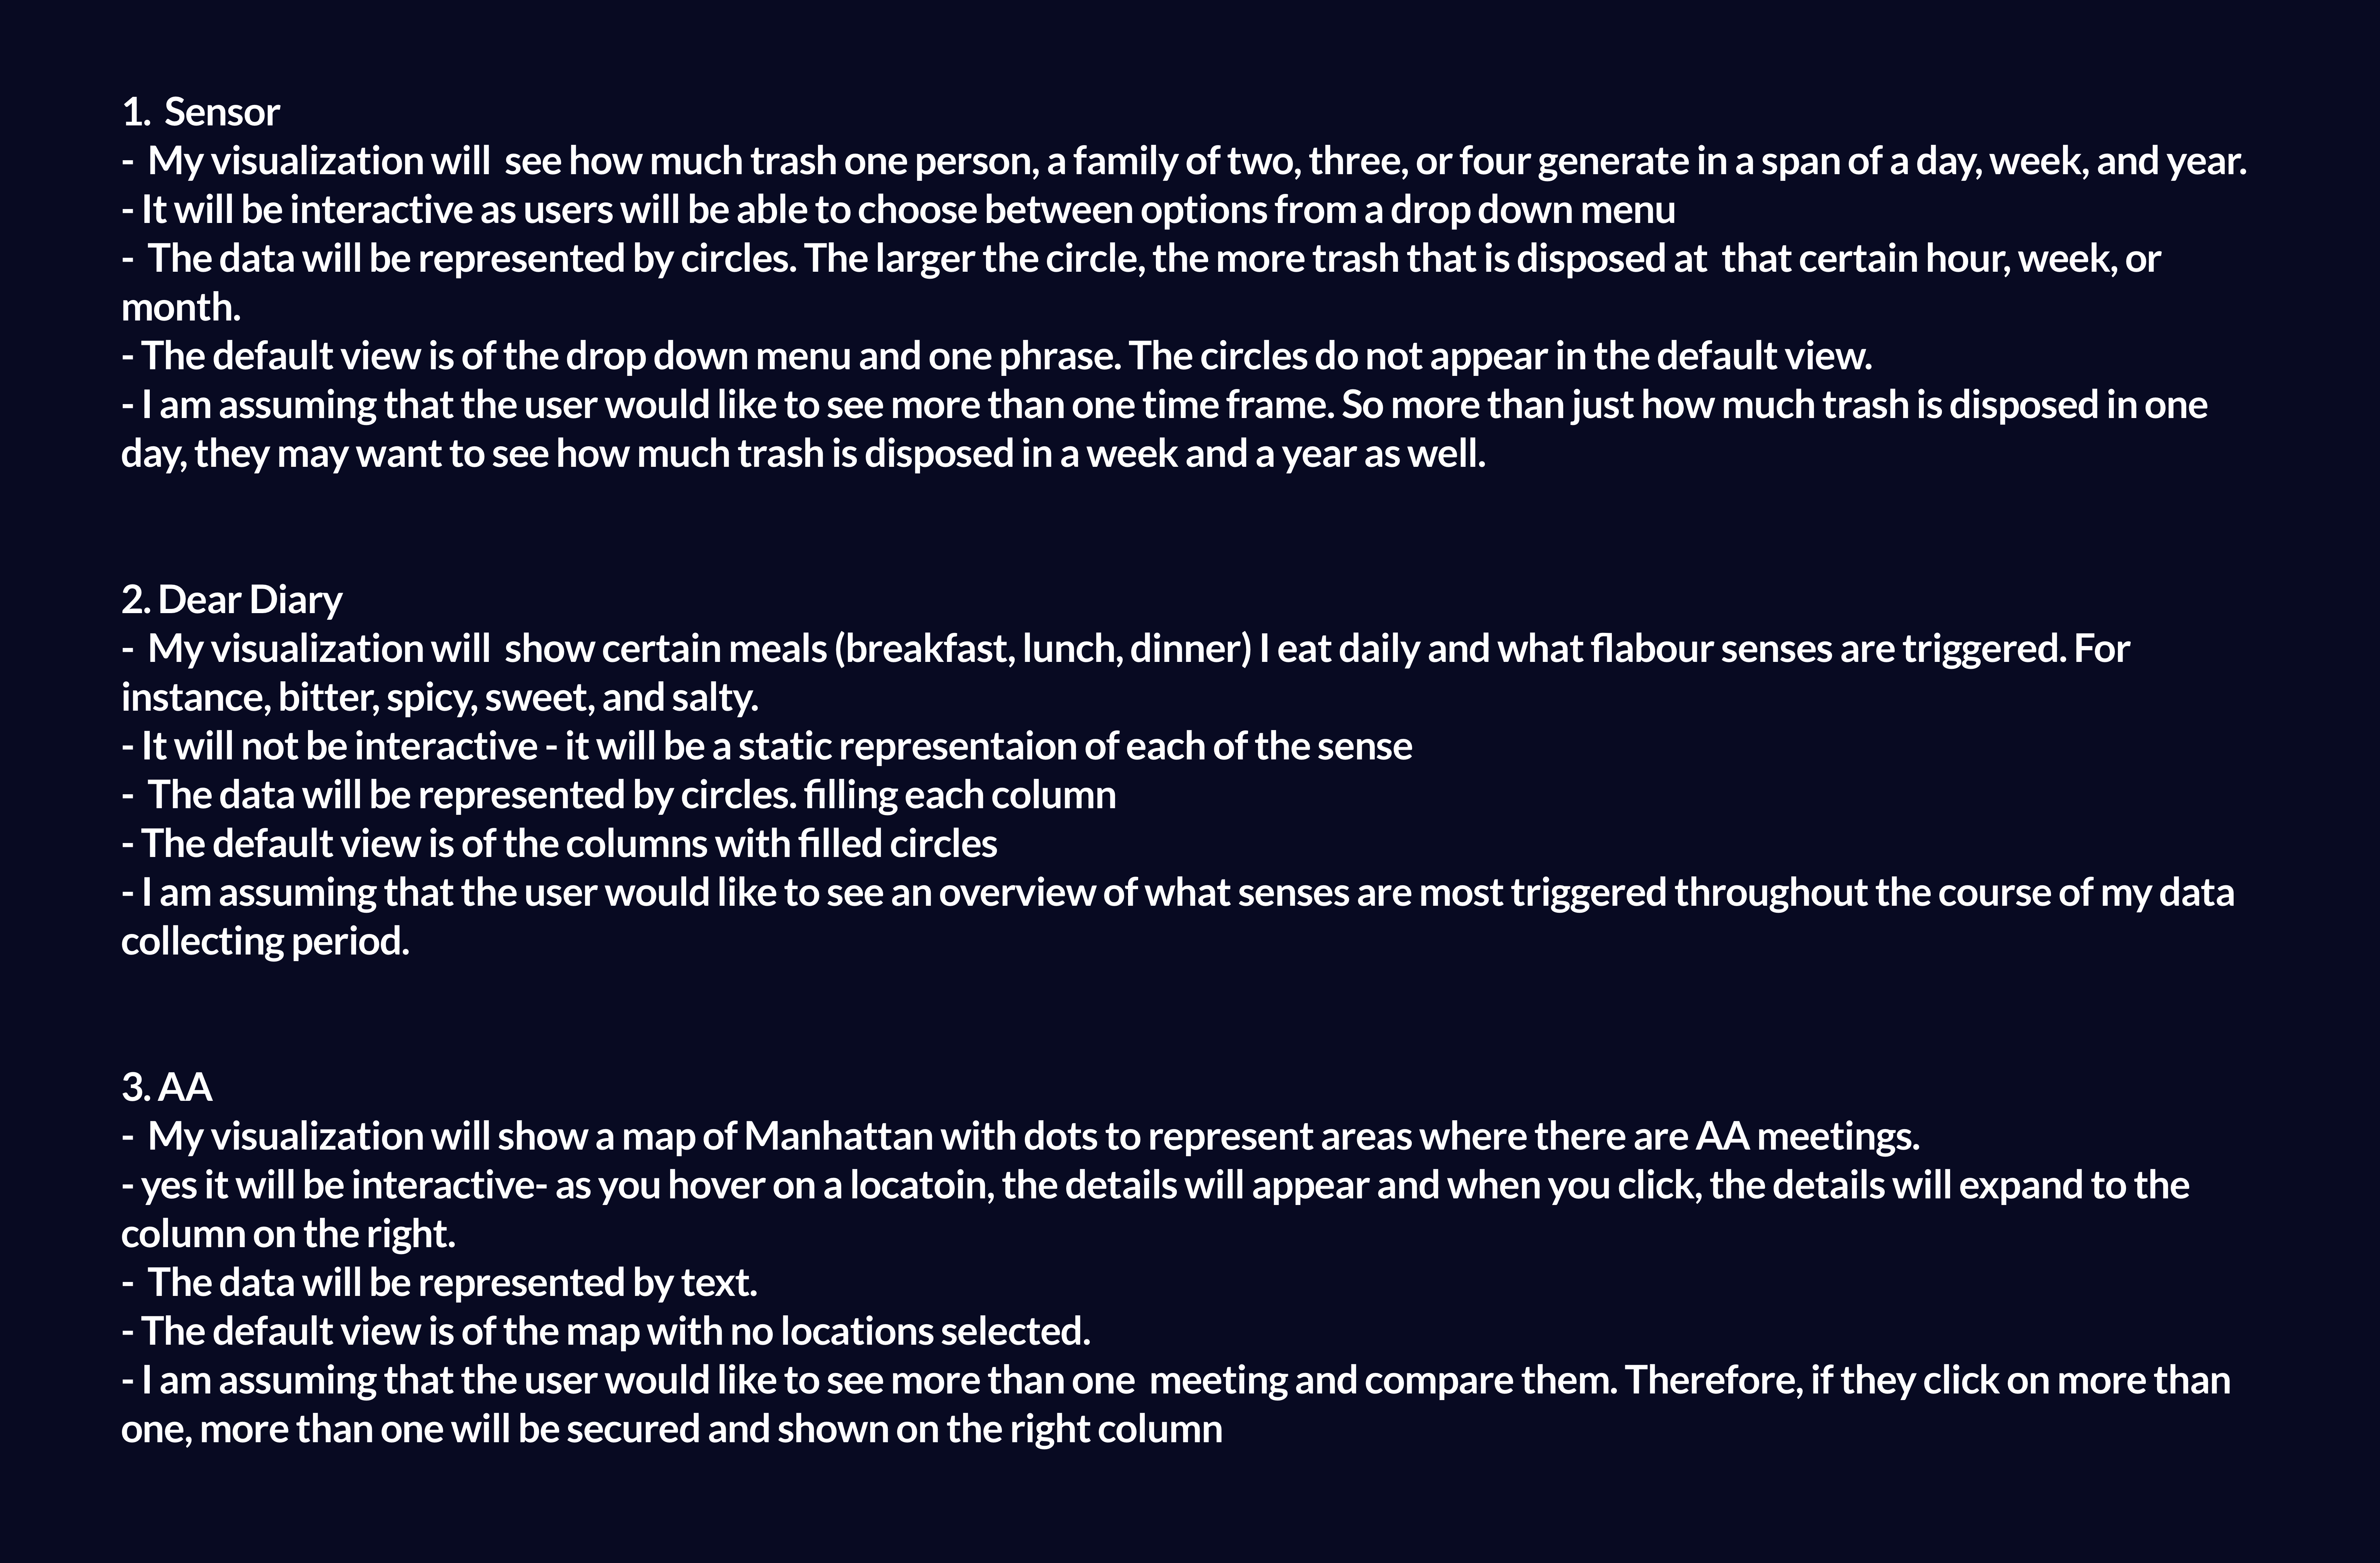 1.  Sensor
-  My visualization will  see how much trash one person, a family of two, three, or four generate in a span of a day, week, and year.
- It will be interactive as users will be able to choose between options from a drop down menu
-  The data will be represented by circles. The larger the circle, the more trash that is disposed at  that certain hour, week, or
month.
- The default view is of the drop down menu and one phrase. The circles do not appear in the default view.
- I am assuming that the user would like to see more than one time frame. So more than just how much trash is disposed in one
day, they may want to see how much trash is disposed in a week and a year as well.
2. Dear Diary
-  My visualization will  show certain meals (breakfast, lunch, dinner) I eat daily and what flabour senses are triggered. For
instance, bitter, spicy, sweet, and salty.
- It will not be interactive - it will be a static representaion of each of the sense
-  The data will be represented by circles. filling each column
- The default view is of the columns with filled circles
- I am assuming that the user would like to see an overview of what senses are most triggered throughout the course of my data
collecting period.
3. AA
-  My visualization will show a map of Manhattan with dots to represent areas where there are AA meetings.
- yes it will be interactive- as you hover on a locatoin, the details will appear and when you click, the details will expand to the
column on the right.
-  The data will be represented by text.
- The default view is of the map with no locations selected.
- I am assuming that the user would like to see more than one  meeting and compare them. Therefore, if they click on more than
one, more than one will be secured and shown on the right column